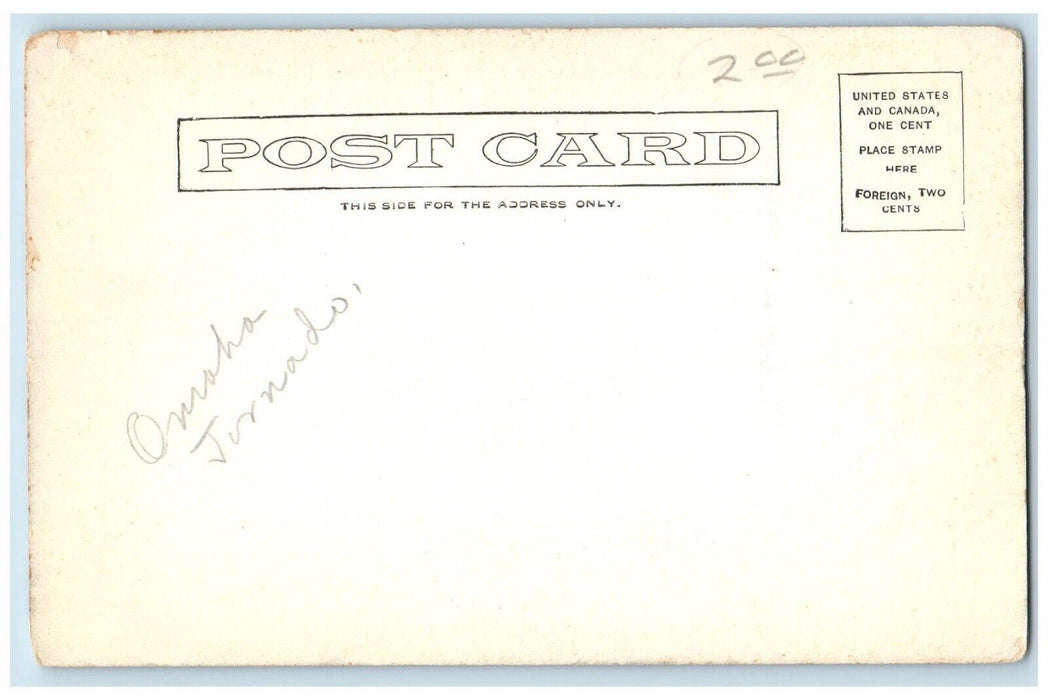 2 00
POST CARD
THIS SIDE FOR THE ADDRESS ONLY.
UNITED STATES
AND CANADA,
ONE CENT
PLACE STAMP
HERE
FOREIGN, TWO
CENTS
Omaha
Tornado.